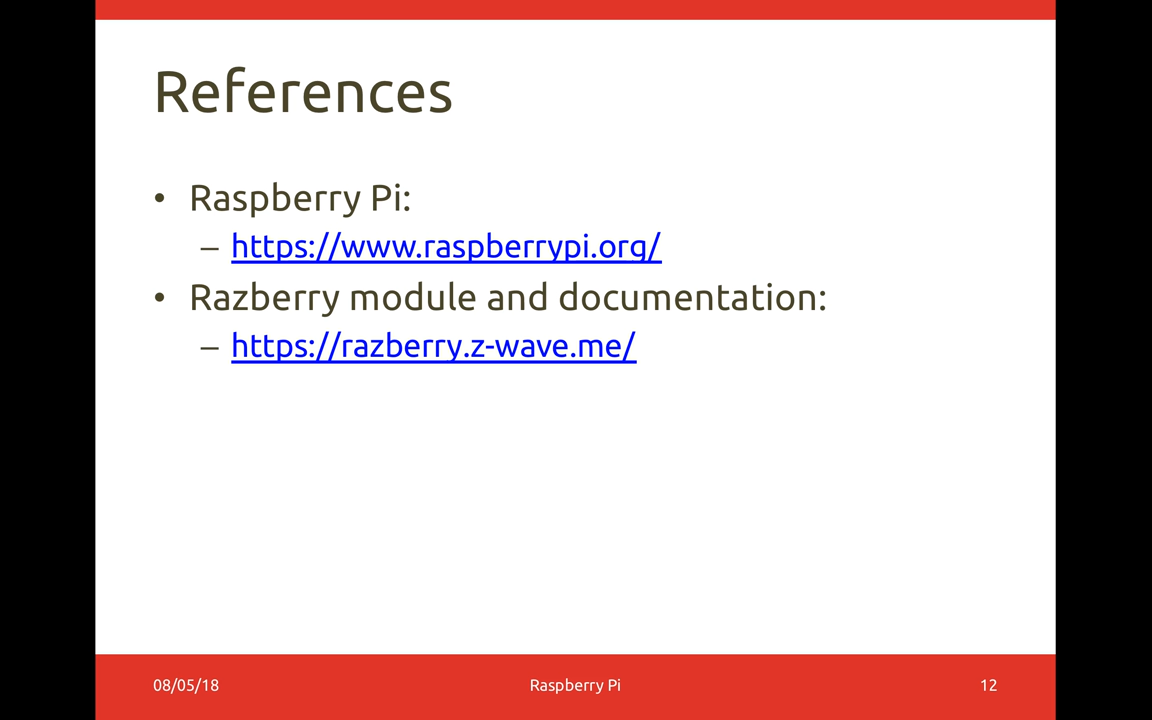 References
• Raspberry Pi:
– https://www.raspberrypi.org/
• Razberry module and documentation:
– https://razberry.z-wave.me/
08/05/18 Raspberry Pi 12